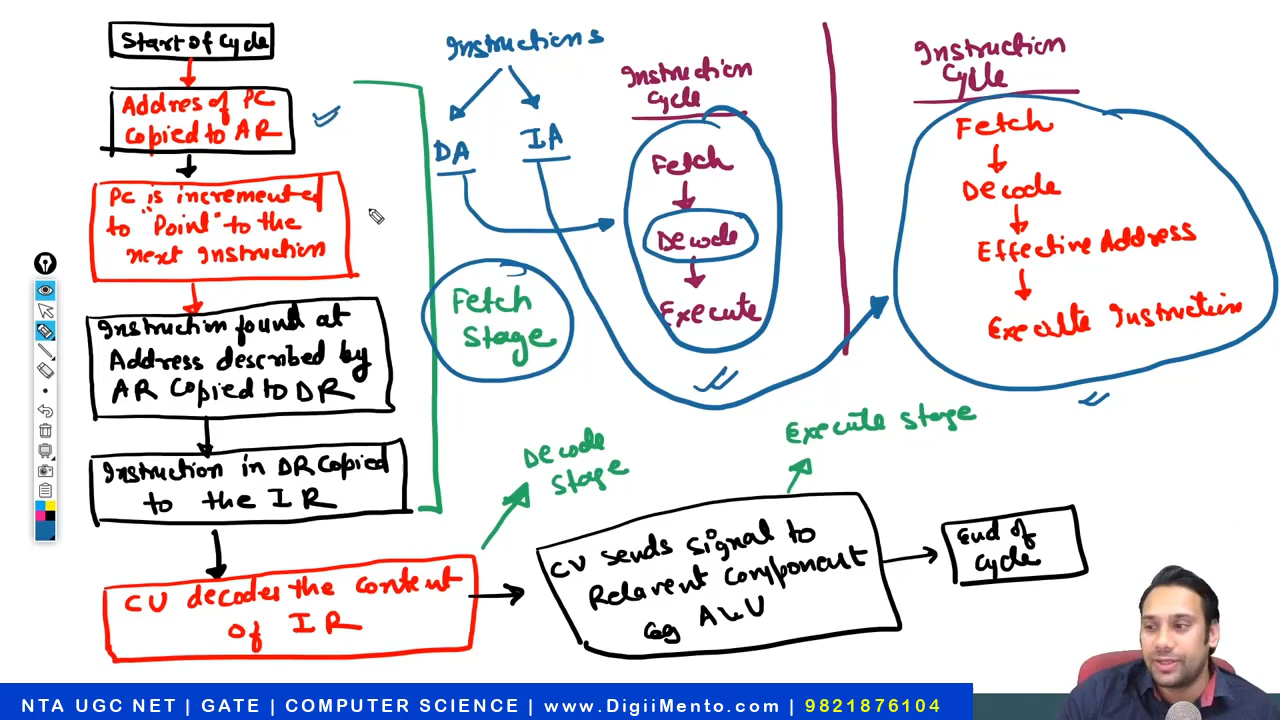 Start of Cycle
Addres of PC
Copied to AR
PC is incremented
to "Point" to the
next Instruction
Instruction found at
Address described by
AR Copied to DR
Instruction in DR Copied
to the IR
CU decodes the content
of IR
Fetch
Stage
Decode
Stage
CU sends signal to
Relavent Component
eg ALU
Execute Stage
End of
Cycle
Instructions
DA
IA
Instruction
Cycle
Fetch
Decode
Execute
Instruction
Cycle
Fetch
Decode
Effective Address
Execute Instruction
NTA UGC NET | GATE | COMPUTER SCIENCE | www.DigiiMento.com | 9821876104